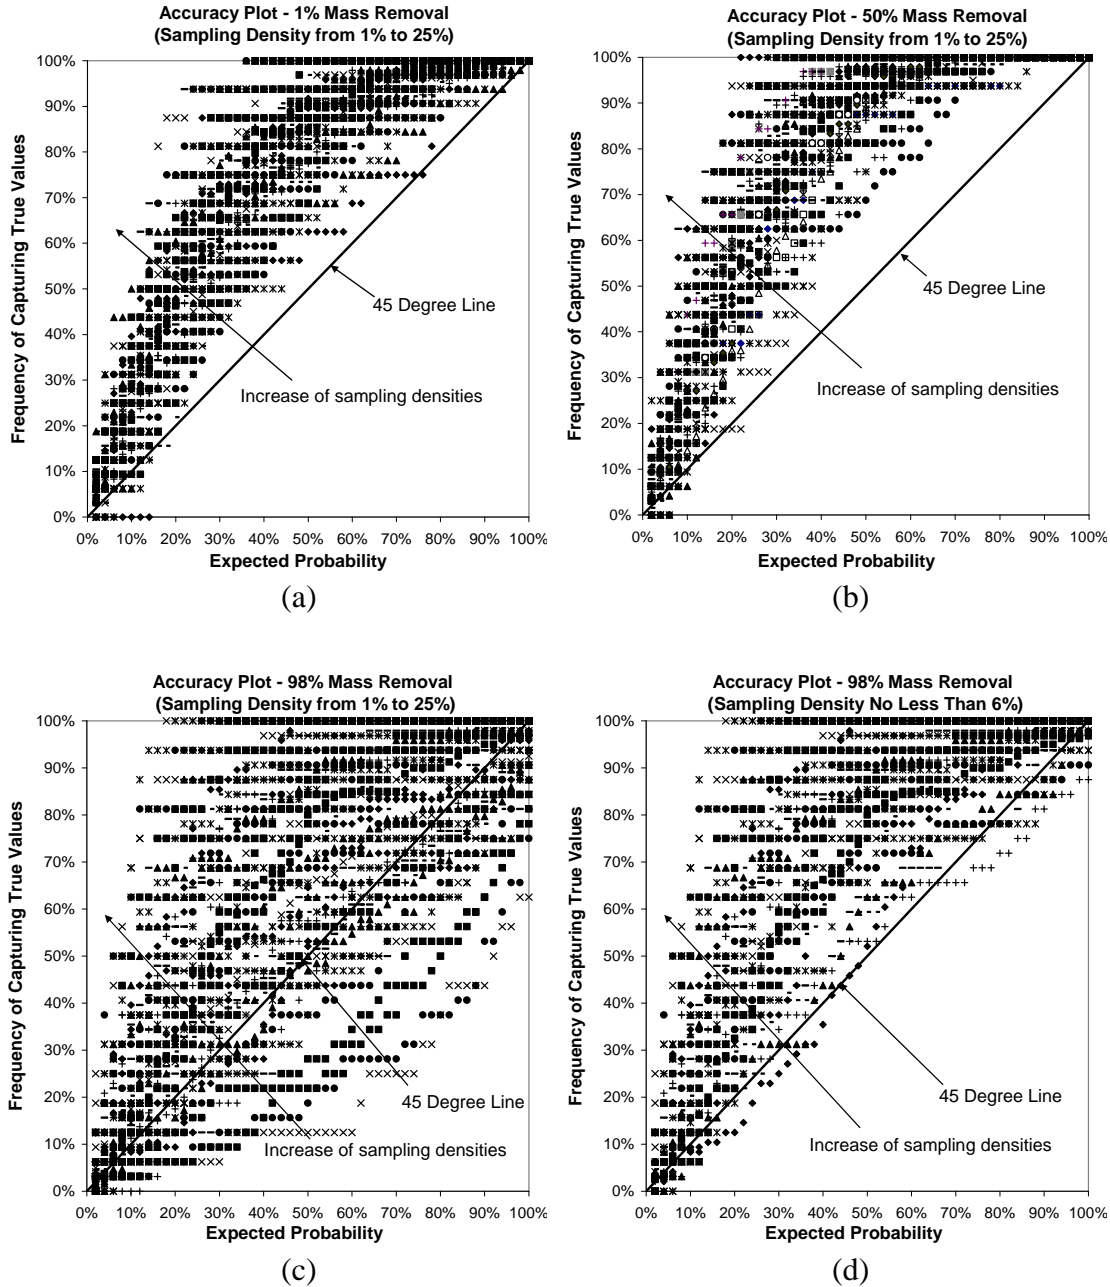 Accuracy Plot - 1% Mass Removal
(Sampling Density from 1% to 25%)
100%
90%
80%
70%
60%
50%
40%
30%
20%
10%
0%
Frequency of Capturing True Values
45 Degree Line
Increase of sampling densities
0% 10% 20% 30% 40% 50% 60% 70% 80% 90% 100%
Expected Probability
(a)
Accuracy Plot - 50% Mass Removal
(Sampling Density from 1% to 25%)
100%
90%
80%
70%
60%
50%
40%
30%
20%
10%
0%
Frequency of Capturing True Values
45 Degree Line
Increase of sampling densities
0% 10% 20% 30% 40% 50% 60% 70% 80% 90% 100%
Expected Probability
(b)
Accuracy Plot - 98% Mass Removal
(Sampling Density from 1% to 25%)
100%
90%
80%
70%
60%
50%
40%
30%
20%
10%
0%
Frequency of Capturing True Values
45 Degree Line
Increase of sampling densities
0% 10% 20% 30% 40% 50% 60% 70% 80% 90% 100%
Expected Probability
(c)
Accuracy Plot - 98% Mass Removal
(Sampling Density No Less Than 6%)
100%
90%
80%
70%
60%
50%
40%
30%
20%
10%
0%
Frequency of Capturing True Values
45 Degree Line
Increase of sampling densities
0% 10% 20% 30% 40% 50% 60% 70% 80% 90% 100%
Expected Probability
(d)